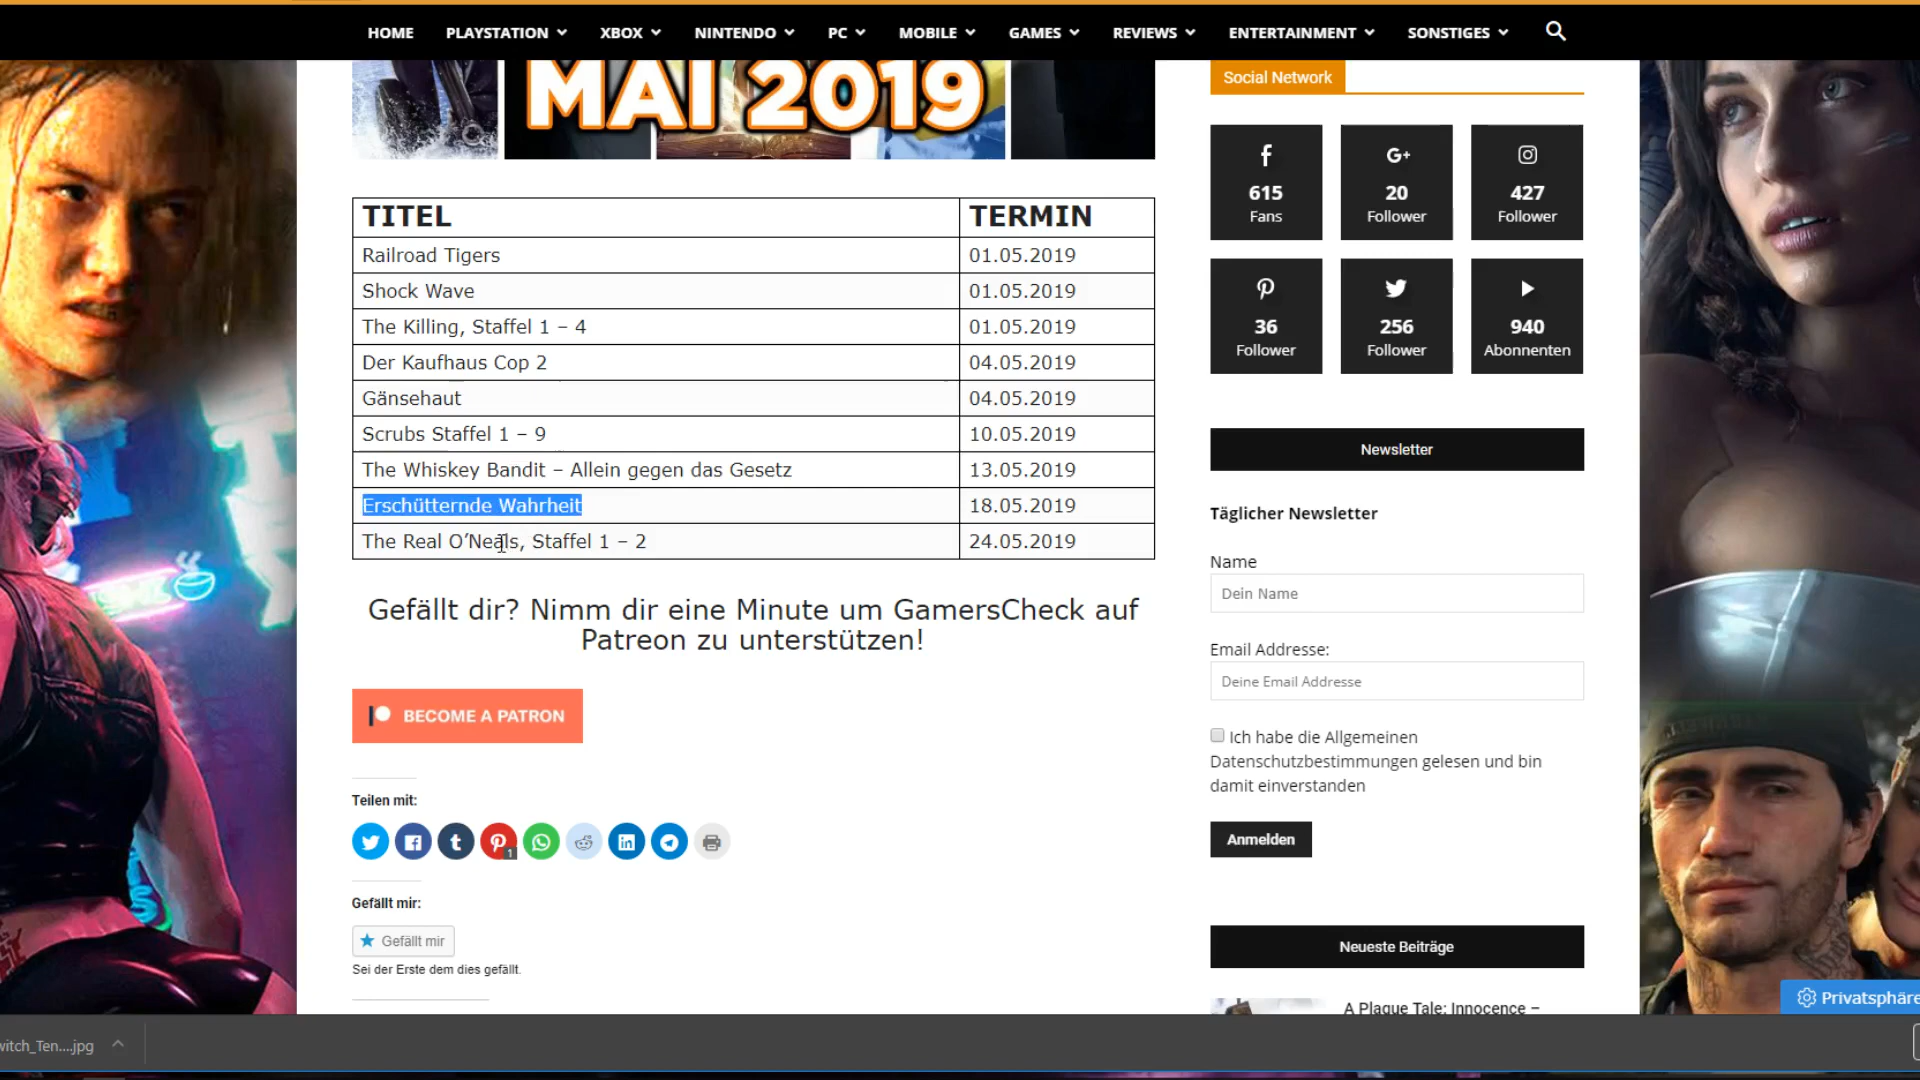 HOME PLAYSTATION XBOX NINTENDO PC MOBILE GAMES REVIEWS ENTERTAINMENT SONSTIGES
MAI 2019
TITEL TERMIN
Railroad Tigers 01.05.2019
Shock Wave 01.05.2019
The Killing, Staffel 1 – 4 01.05.2019
Der Kaufhaus Cop 2 04.05.2019
Gänsehaut 04.05.2019
Scrubs Staffel 1 – 9 10.05.2019
The Whiskey Bandit – Allein gegen das Gesetz 13.05.2019
Erschütternde Wahrheit 18.05.2019
The Real O’Neals, Staffel 1 – 2 24.05.2019
Gefällt dir? Nimm dir eine Minute um GamersCheck auf
Patreon zu unterstützen!
BECOME A PATRON
Teilen mit:
1
Gefällt mir:
Gefällt mir
Sei der Erste dem dies gefällt.
Social Network
615 20 427
Fans Follower Follower
36 256 940
Follower Follower Abonnenten
Newsletter
Täglicher Newsletter
Name
Dein Name
Email Addresse:
Deine Email Addresse
Ich habe die Allgemeinen
Datenschutzbestimmungen gelesen und bin
damit einverstanden
Anmelden
Neueste Beiträge
A Plague Tale: Innocence –
Privatsphäre
witch_Ten....jpg